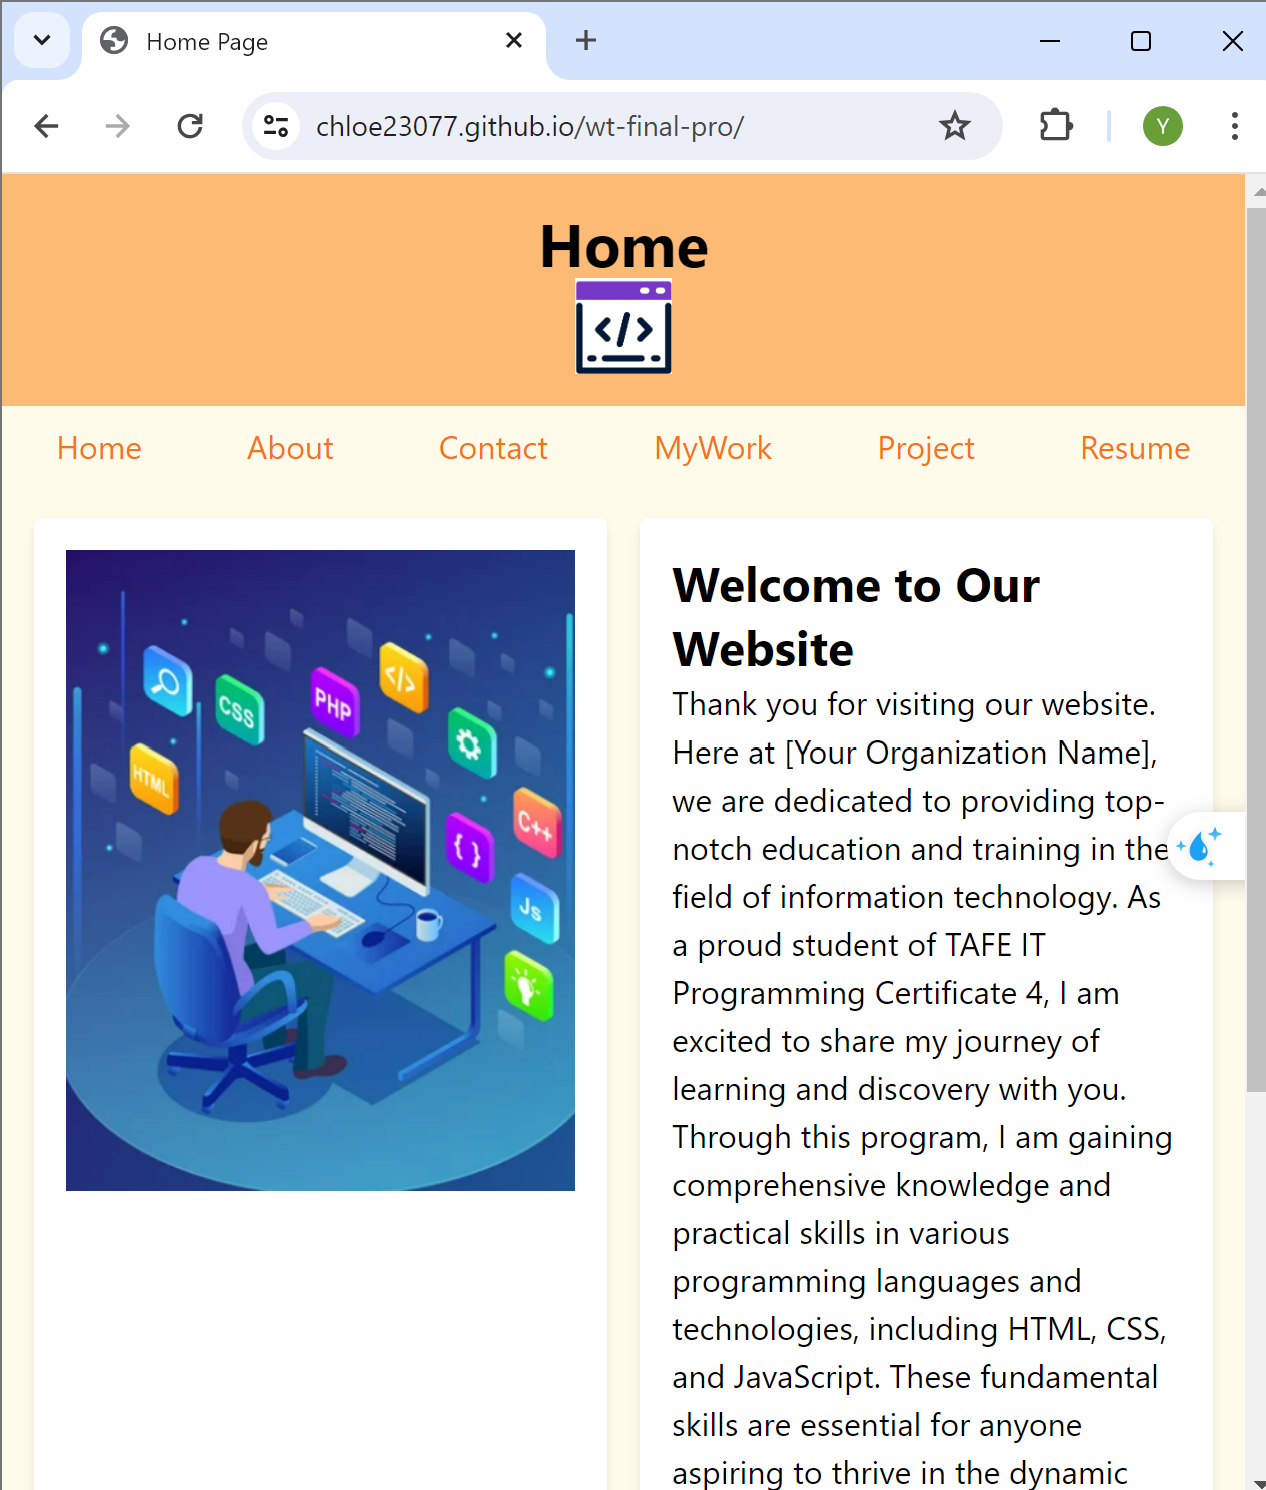 Home Page
chloe23077.github.io/wt-final-pro/
Y
Home
</>
Home About Contact MyWork Project Resume
</>
CSS
PHP
HTML
C++
{ }
Js
Welcome to Our
Website
Thank you for visiting our website.
Here at [Your Organization Name],
we are dedicated to providing top-
notch education and training in the
field of information technology. As
a proud student of TAFE IT
Programming Certificate 4, I am
excited to share my journey of
learning and discovery with you.
Through this program, I am gaining
comprehensive knowledge and
practical skills in various
programming languages and
technologies, including HTML, CSS,
and JavaScript. These fundamental
skills are essential for anyone
aspiring to thrive in the dynamic